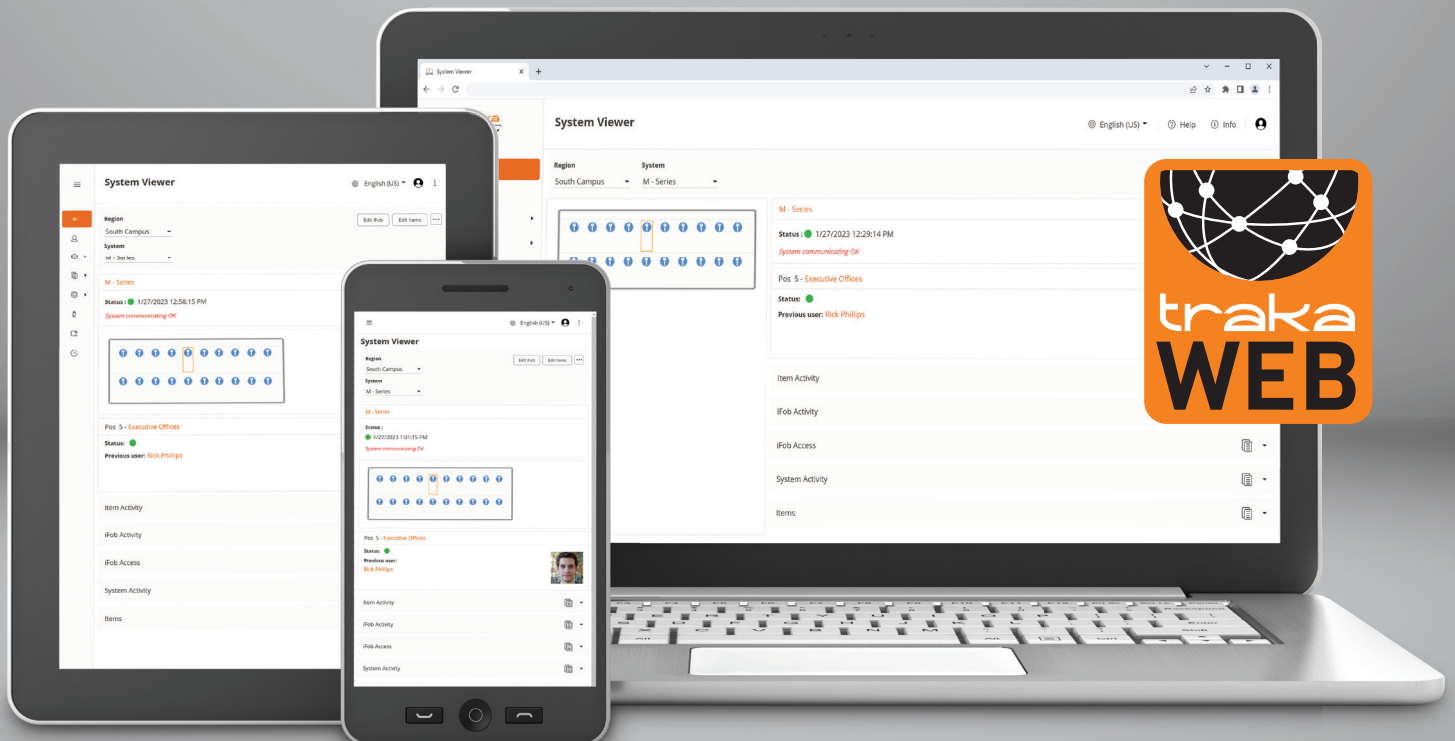 System Viewer
System Viewer
English (US)
Help
Info
Region
System
South Campus
M - Series
M - Series
Status : 1/27/2023 12:29:14 PM
System communicating OK
Pos 5 - Executive Offices
Status:
Previous user: Rick Phillips
Item Activity
iFob Activity
iFob Access
System Activity
Items
traka
WEB
System Viewer
English (US)
Region
Edit iFob
Edit Items
South Campus
System
M - Series
M - Series
Status : 1/27/2023 12:58:15 PM
System communicating OK
Pos 5 - Executive Offices
Status:
Previous user: Rick Phillips
Item Activity
iFob Activity
iFob Access
System Activity
Items
English (US)
System Viewer
Region
Edit iFob
Edit Items
South Campus
System
M - Series
M - Series
Status :
1/27/2023 1:01:15 PM
System communicating OK
Pos 5 - Executive Offices
Status:
Previous user:
Rick Phillips
Item Activity
iFob Activity
iFob Access
System Activity